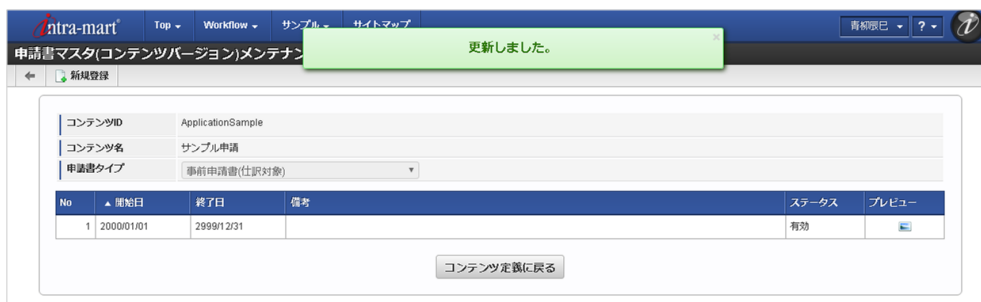 intra-mart Top Workflow サンプル サイトマップ 青柳辰巳 ?
更新しました。 ×
申請書マスタ(コンテンツバージョン)メンテナン
新規登録
コンテンツID ApplicationSample
コンテンツ名 サンプル申請
申請書タイプ 事前申請書(仕訳対象)
No ▲ 開始日 終了日 備考 ステータス プレビュー
1 2000/01/01 2999/12/31 有効
コンテンツ定義に戻る